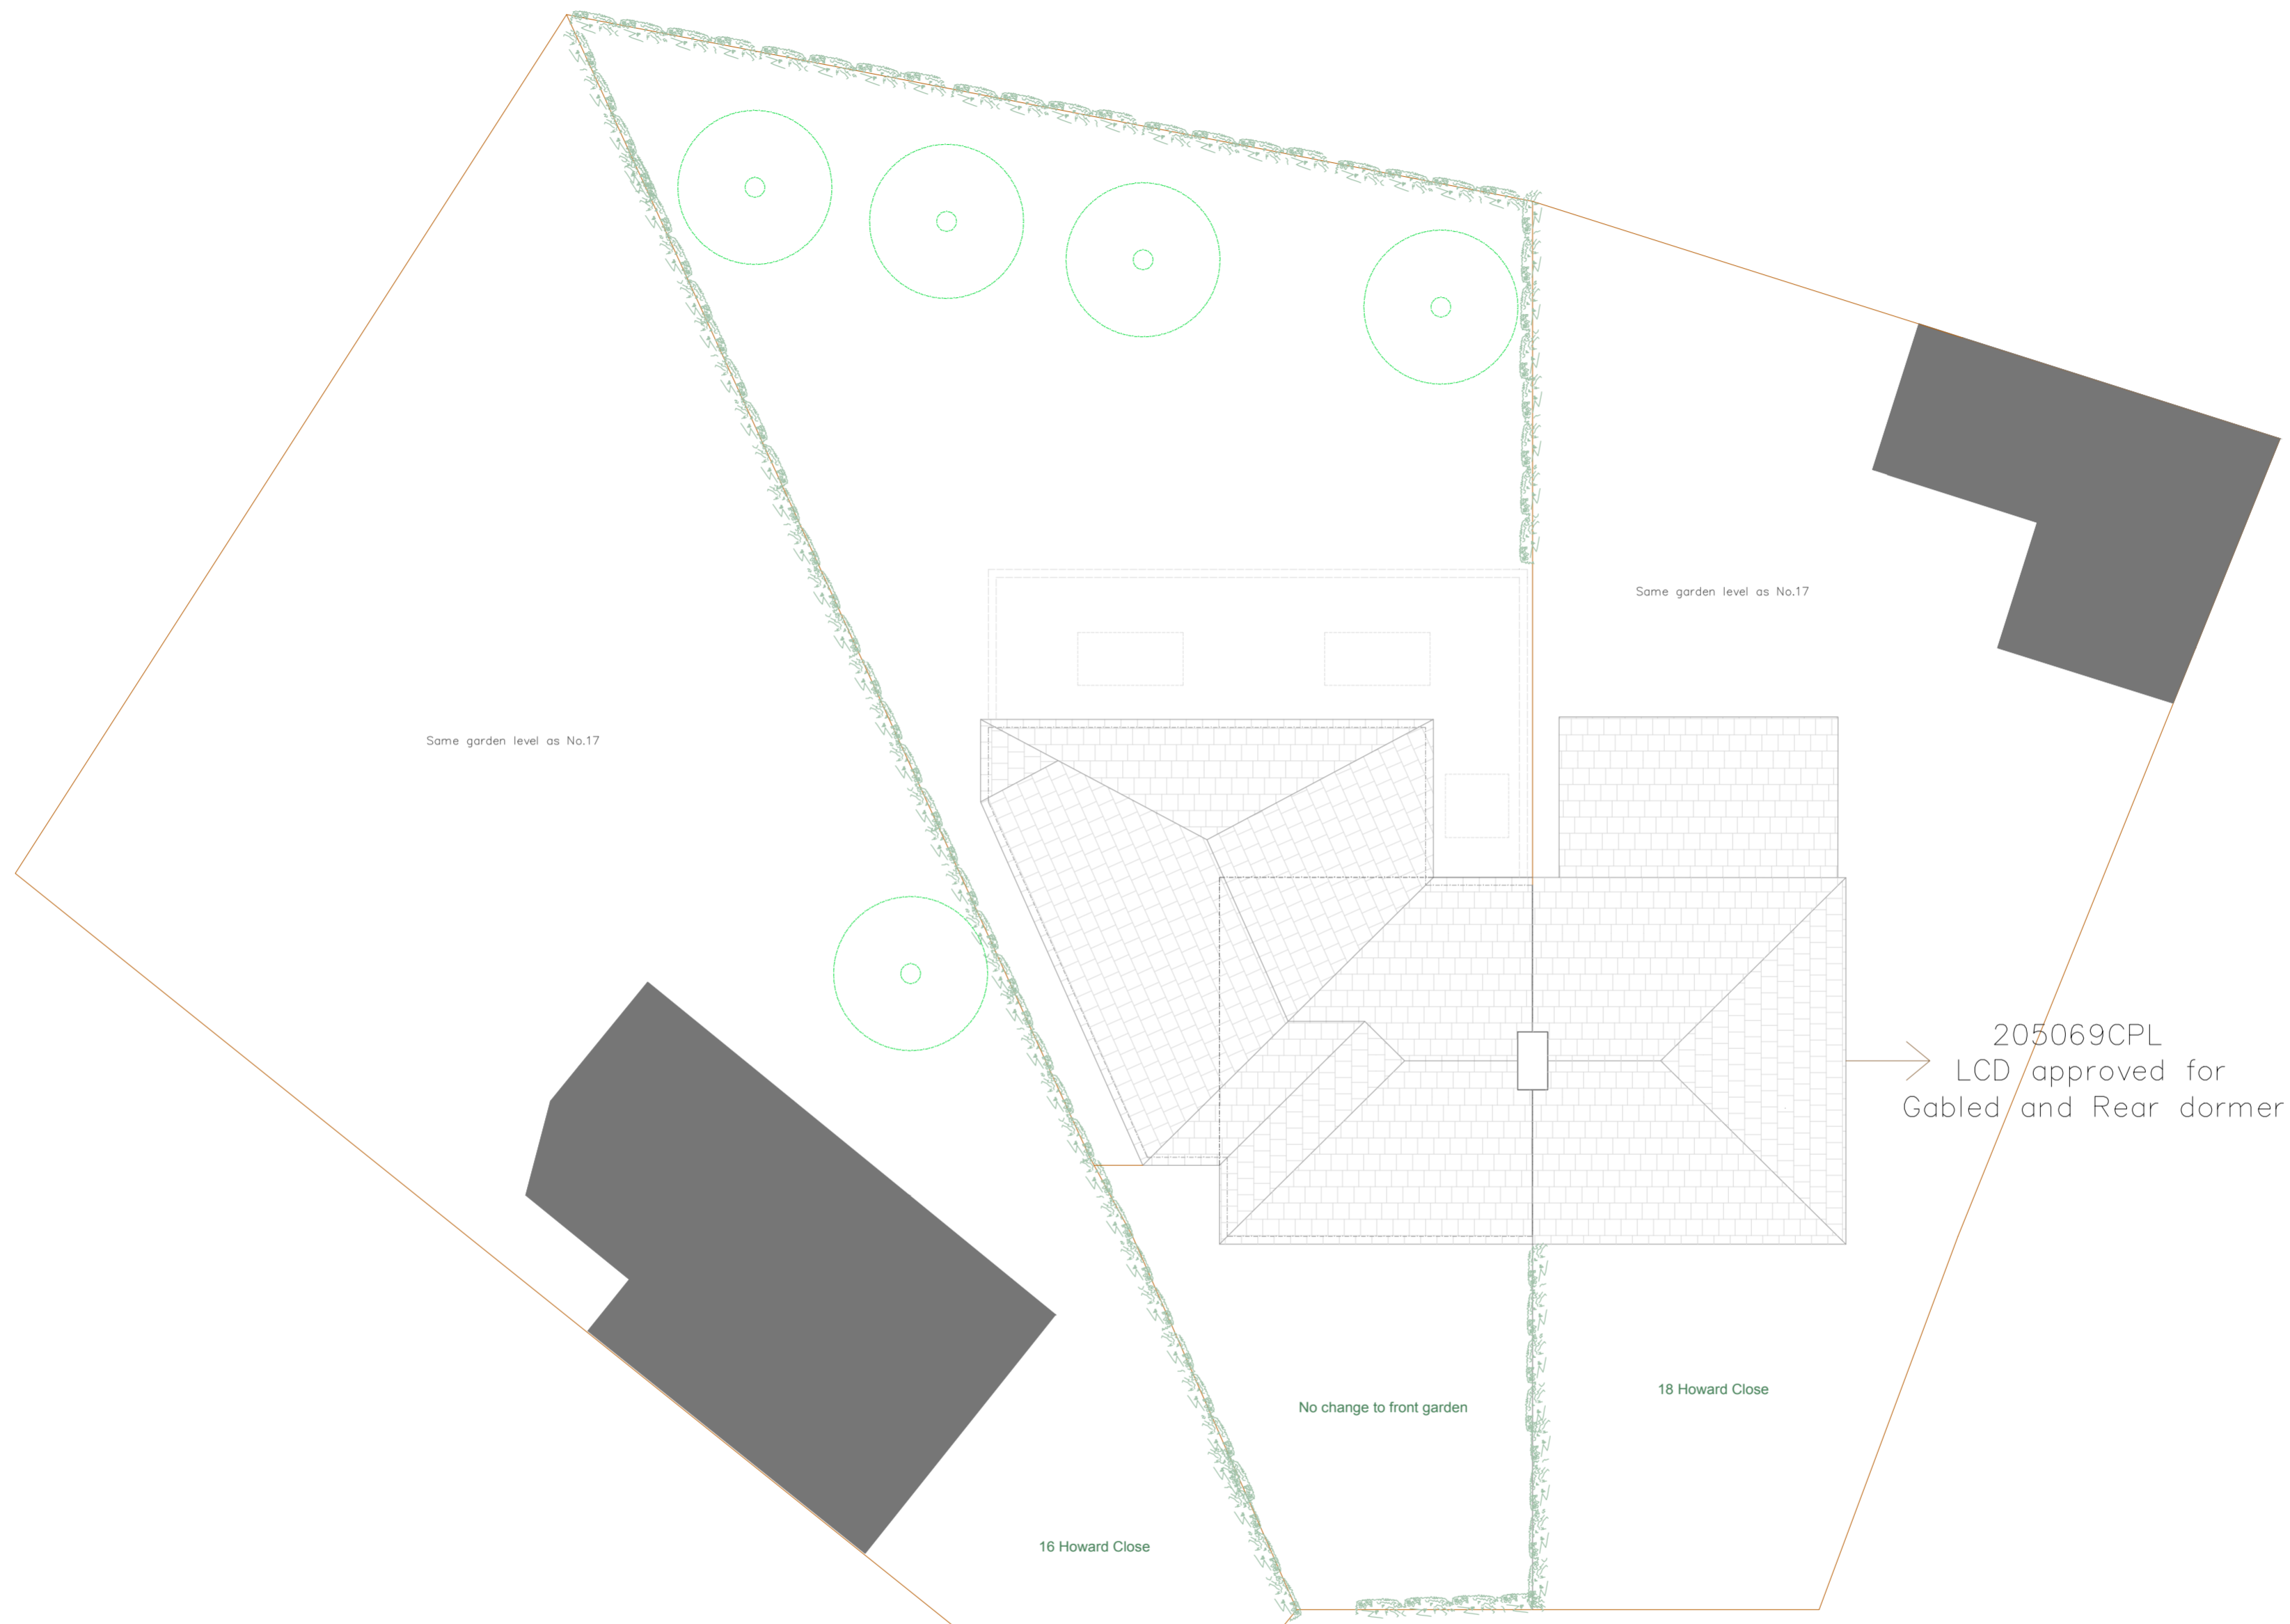 Same garden level as No.17
Same garden level as No.17
205069CPL
LCD approved for
Gabled and Rear dormer
18 Howard Close
No change to front garden
16 Howard Close